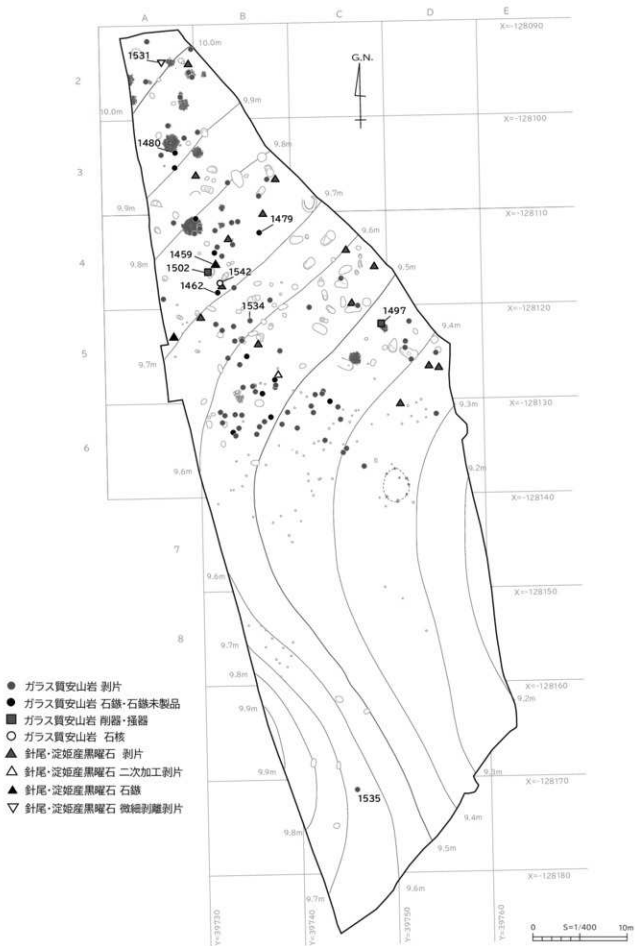 A
B
C
D
E
X=-128090
1531
10.0m
G.N.
2
10.0m
9.9m
X=-128100
1480
9.8m
3
9.7m
9.9m
1479
9.6m
X=-128110
1459
9.8m
1502
1542
9.5m
4
1462
1534
1497
X=-128120
9.4m
9.7m
5
9.3m
X=-128130
6
9.6m
9.2m
X=-128140
7
9.6m
X=-128150
8
9.7m
9.8m
X=-128160
9.2m
9.9m
● ガラス質安山岩 剥片
● ガラス質安山岩 石鏃・石鏃未製品
■ ガラス質安山岩 削器・掻器
○ ガラス質安山岩 石核
▲ 針尾・淀姫産黒曜石 剥片
△ 針尾・淀姫産黒曜石 二次加工剥片
▲ 針尾・淀姫産黒曜石 石鏃
▽ 針尾・淀姫産黒曜石 微細剥離剥片
9.9m
9.3m
X=-128170
1535
9.8m
9.4m
9.5m
9.7m
9.6m
X=-128180
Y=39730
Y=39740
Y=39750
Y=39760
0 S=1/400 10m